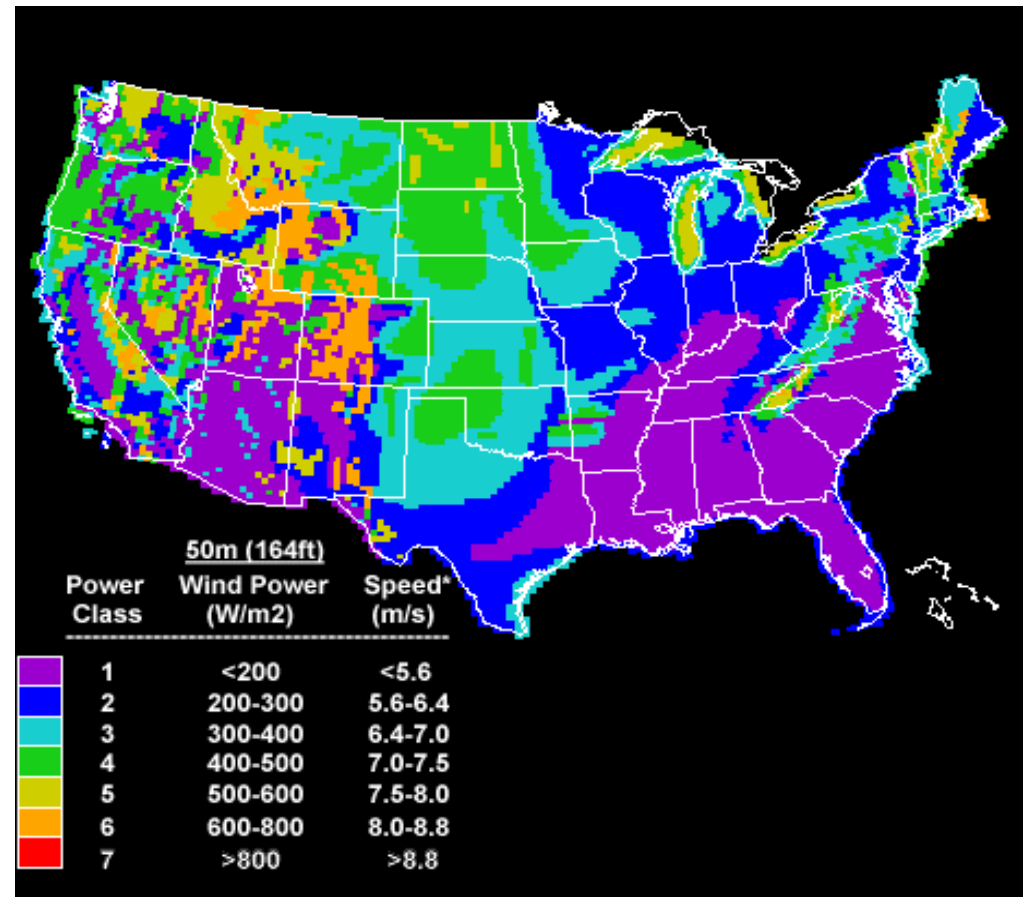 50m (164ft)
Power Wind Power Speed*
Class (W/m2) (m/s)
1 <200 <5.6
2 200-300 5.6-6.4
3 300-400 6.4-7.0
4 400-500 7.0-7.5
5 500-600 7.5-8.0
6 600-800 8.0-8.8
7 >800 >8.8